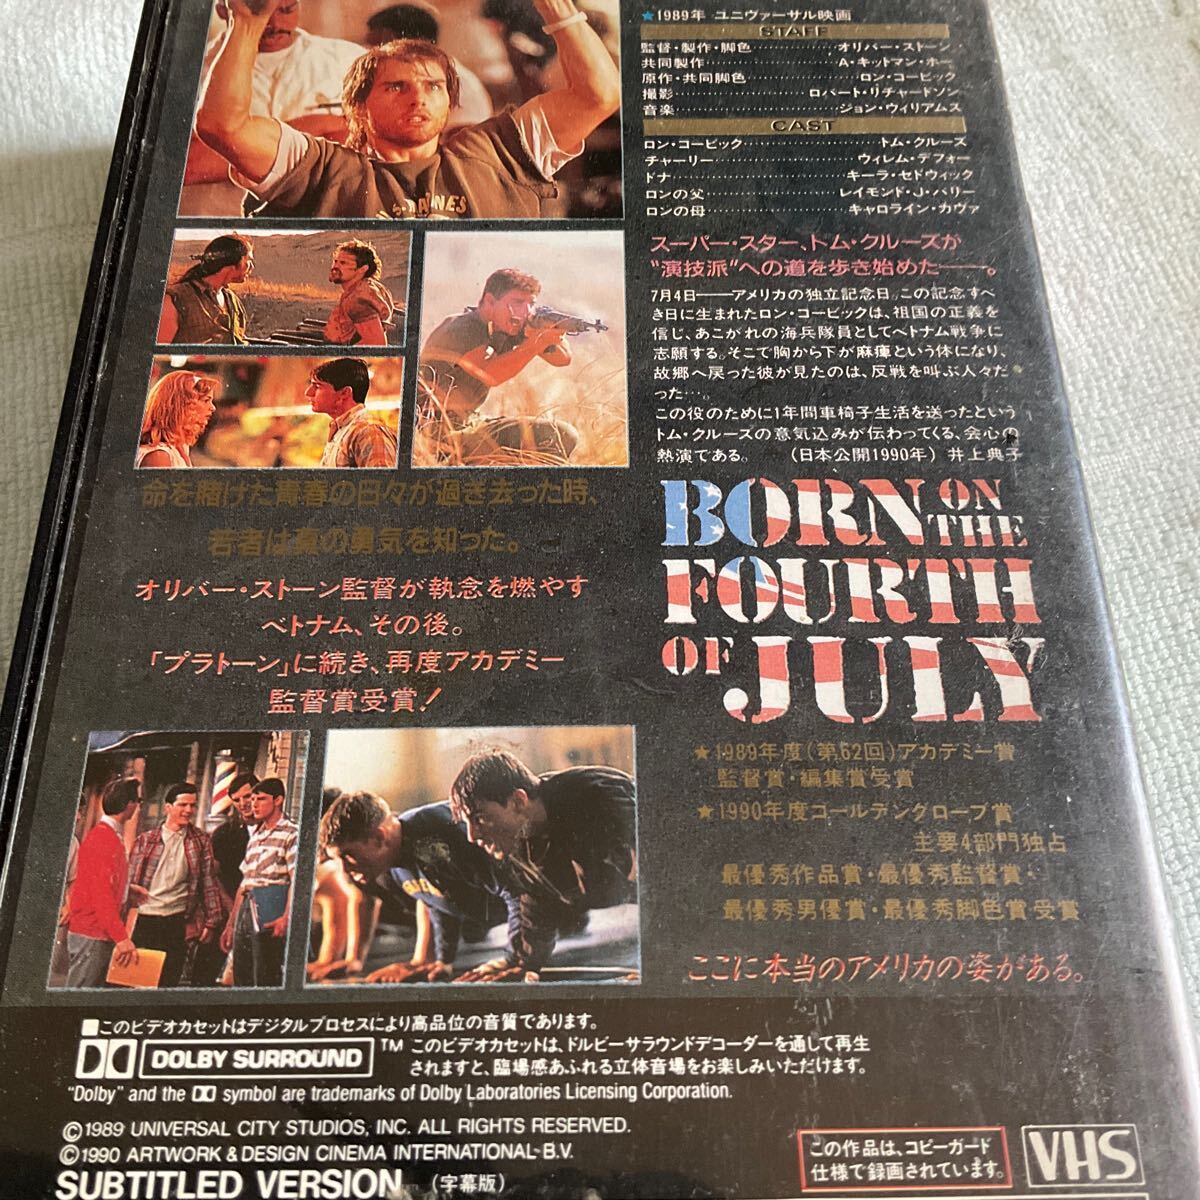 ★1989年 ユニヴァーサル映画
STAFF
監督・製作・脚色…………オリバー・ストーン
共同製作…………A・キットマン・ホー
原作・共同脚色…………ロン・コービック
撮影…………ロバート・リチャードソン
音楽…………ジョン・ウィリアムス
CAST
ロン・コービック…………トム・クルーズ
チャーリー…………ウィレム・デフォー
ドナ…………キーラ・セドウィック
ロンの父…………レイモンド・J・バリー
ロンの母…………キャロライン・カヴァ
スーパー・スター、トム・クルーズが
“演技派”への道を歩き始めた――。
7月4日――アメリカの独立記念日。この記念すべ
き日に生まれたロン・コービックは、祖国の正義を
信じ、あこがれの海兵隊員としてベトナム戦争に
志願する。そこで胸から下が麻痺という体になり、
故郷へ戻った彼が見たのは、反戦を叫ぶ人々だ
った…。
この役のために1年間車椅子生活を送ったという
トム・クルーズの意気込みが伝わってくる、会心の
熱演である。 (日本公開1990年) 井上典子
命を賭けた青春の日々が過ぎ去った時、
若者は真の勇気を知った。
オリバー・ストーン監督が執念を燃やす
ベトナム、その後。
「プラトーン」に続き、再度アカデミー
監督賞受賞!
BORN ON THE
FOURTH
OF JULY
★1989年度(第62回)アカデミー賞
監督賞・編集賞受賞
★1990年度ゴールデングローブ賞
主要4部門独占
最優秀作品賞・最優秀監督賞・
最優秀男優賞・最優秀脚色賞受賞
ここに本当のアメリカの姿がある。
■このビデオカセットはデジタルプロセスにより高品位の音質であります。
DOLBY SURROUND TM このビデオカセットは、ドルビーサラウンドデコーダーを通して再生
されますと、臨場感あふれる立体音場をお楽しみいただけます。
“Dolby” and the symbol are trademarks of Dolby Laboratories Licensing Corporation.
©1989 UNIVERSAL CITY STUDIOS, INC. ALL RIGHTS RESERVED.
©1990 ARTWORK & DESIGN CINEMA INTERNATIONAL-B.V.
SUBTITLED VERSION (字幕版)
この作品は、コピーガード
仕様で録画されています。
VHS